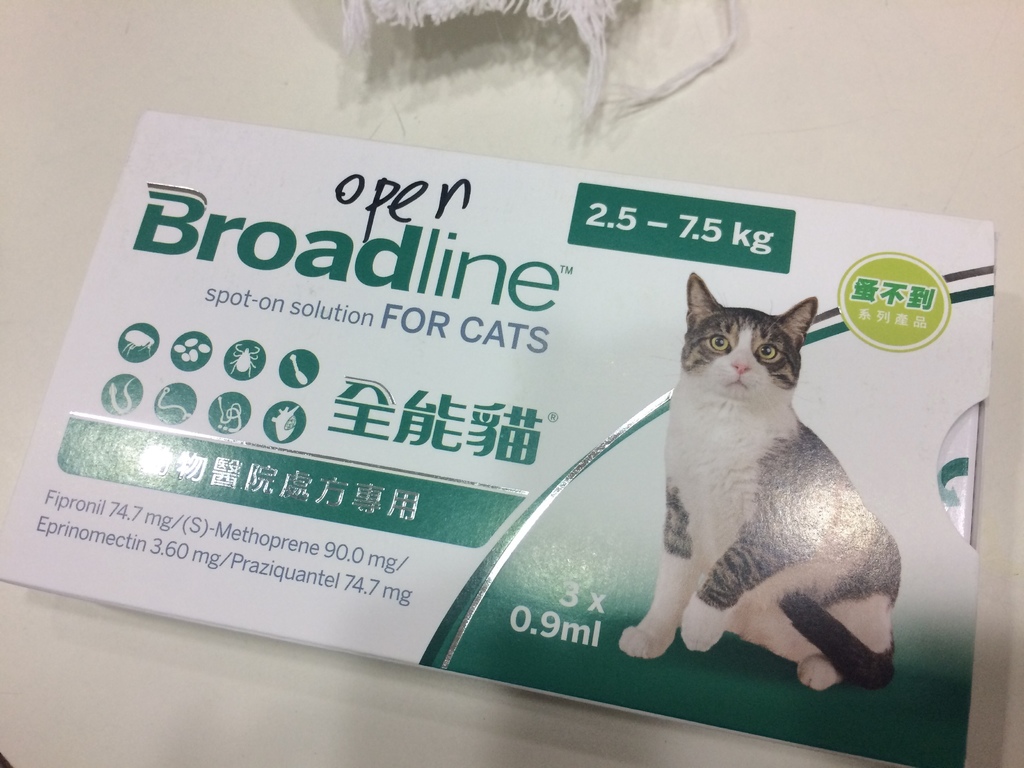 open
Broadline™
2.5 – 7.5 kg
spot-on solution FOR CATS
蚤不到
系列產品
全能貓®
物醫院處方專用
Fipronil 74.7 mg/(S)-Methoprene 90.0 mg/
Eprinomectin 3.60 mg/Praziquantel 74.7 mg
3 x
0.9ml